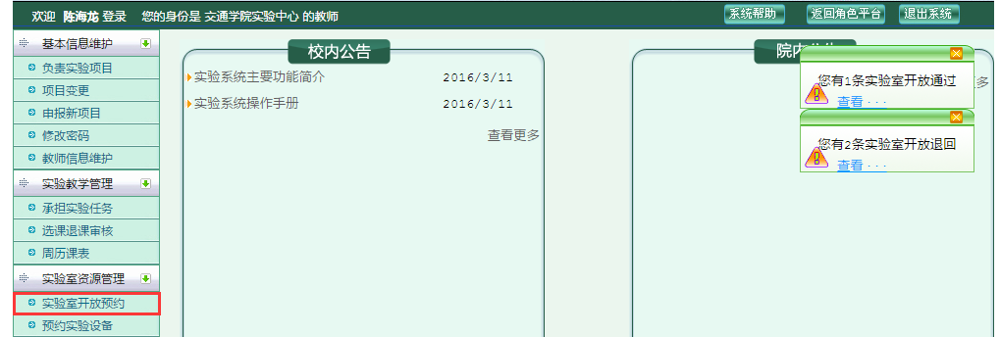 欢迎 陈海龙 登录 您的身份是 交通学院实验中心 的教师
系统帮助 返回角色平台 退出系统
基本信息维护
负责实验项目
项目变更
申报新项目
修改密码
教师信息维护
实验教学管理
承担实验任务
选课退课审核
周历课表
实验室资源管理
实验室开放预约
预约实验设备
校内公告
实验系统主要功能简介 2016/3/11
实验系统操作手册 2016/3/11
查看更多
院内公告
多
您有1条实验室开放通过
查看···
您有2条实验室开放退回
查看···